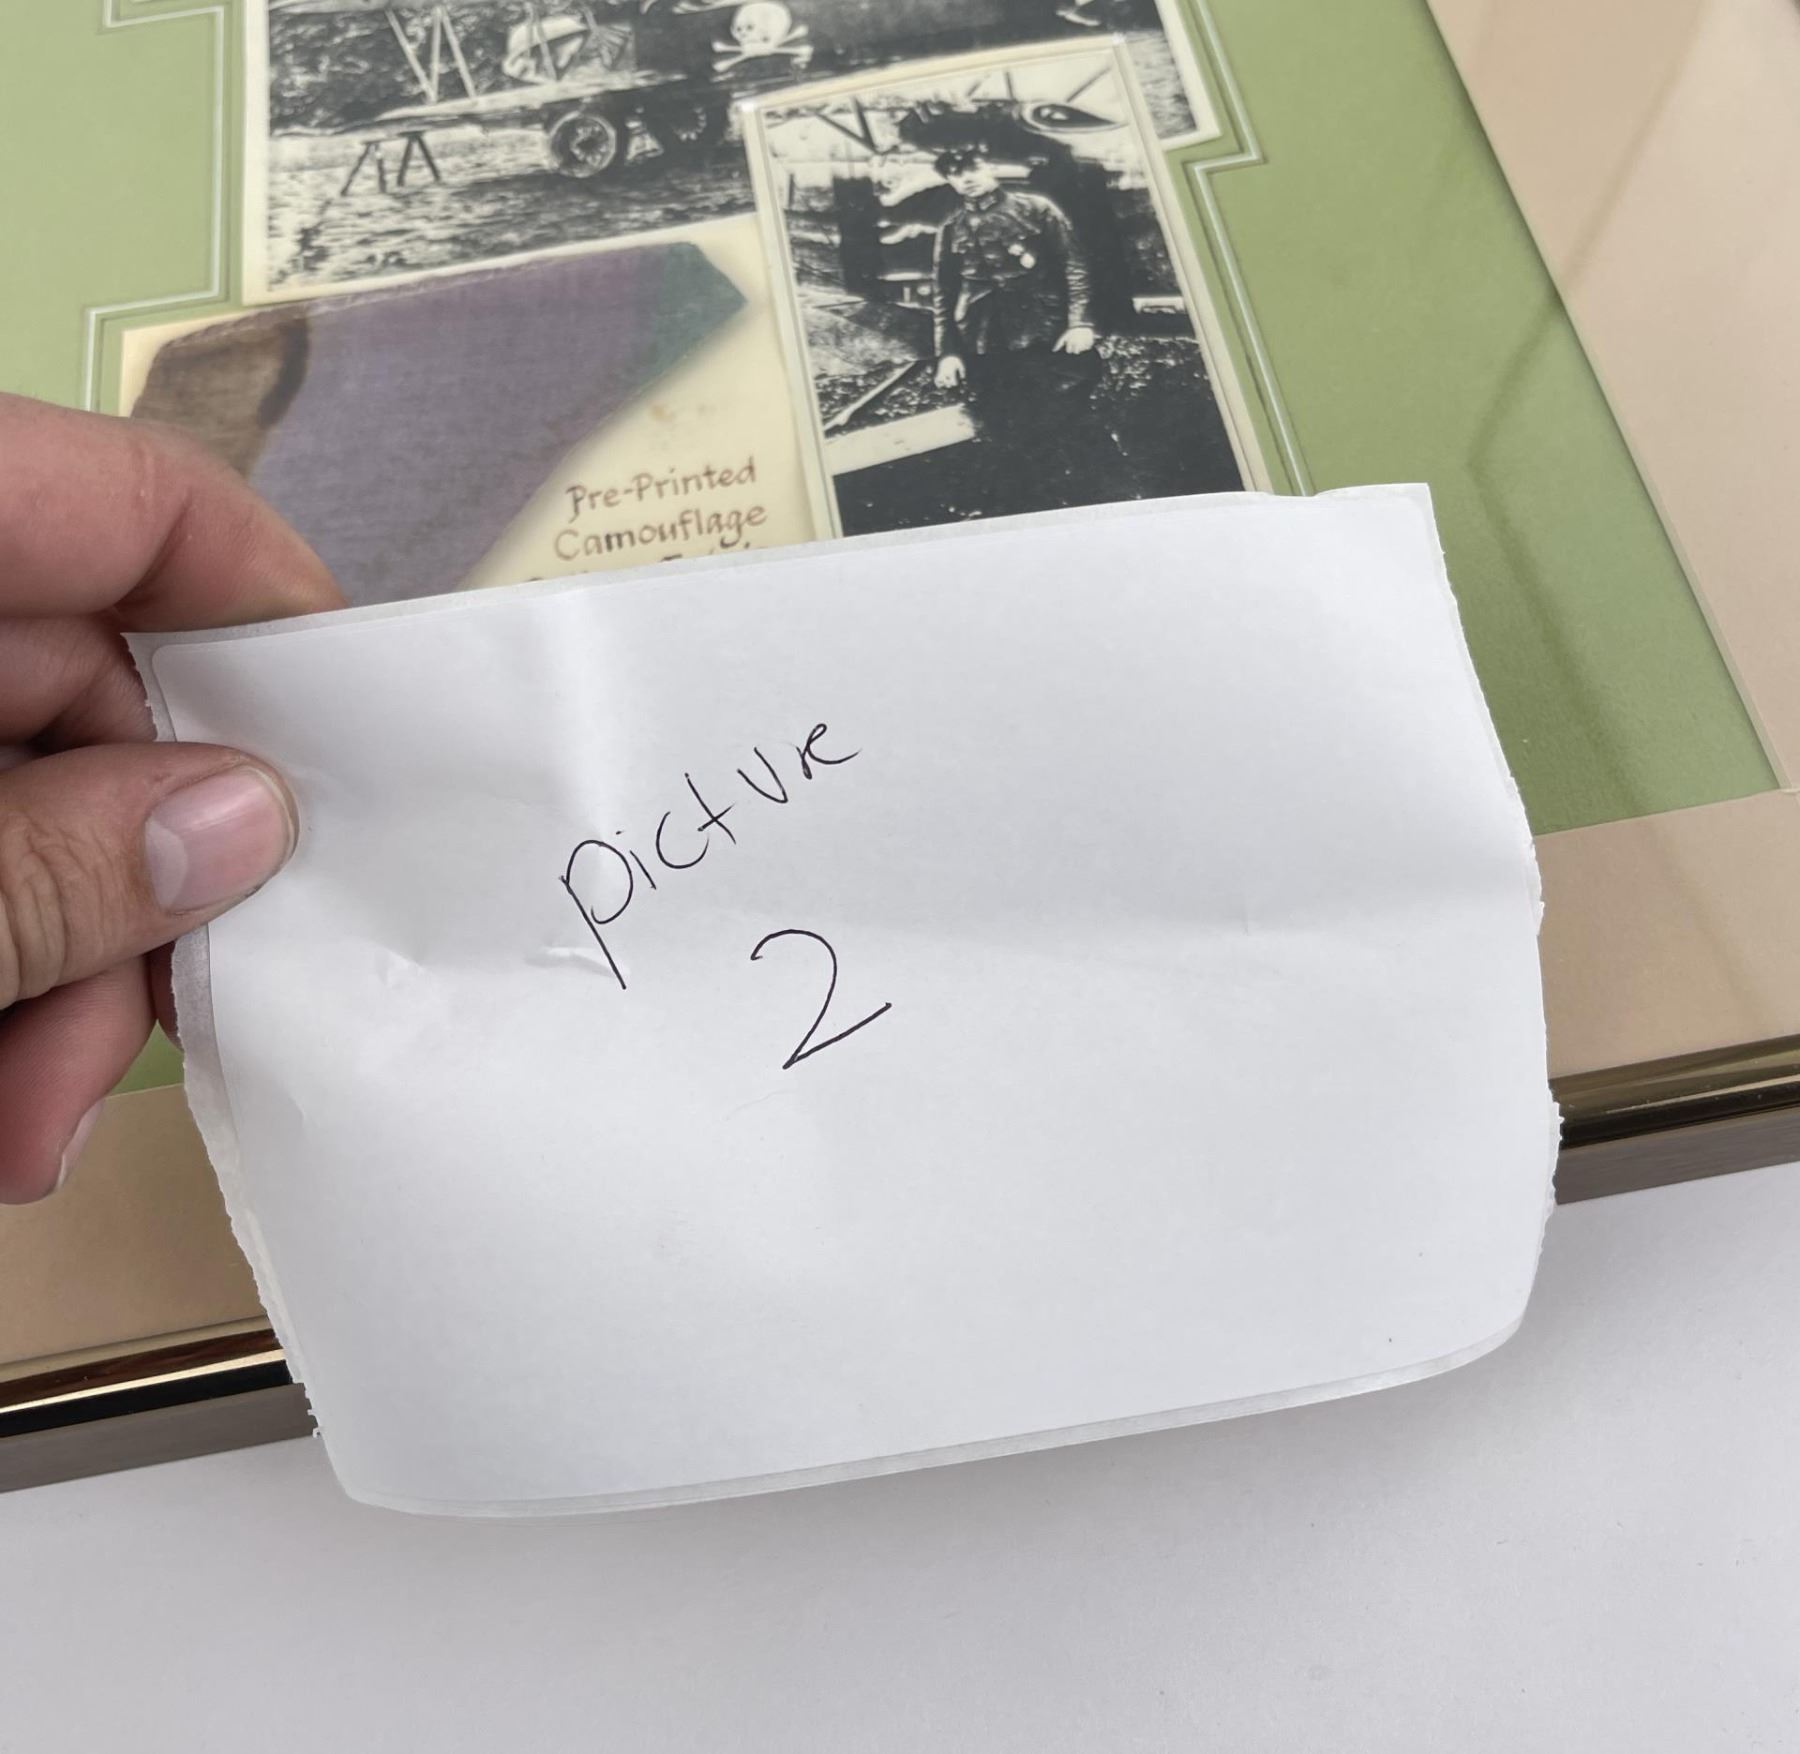 Pre-Printed
Camouflage
picture
2